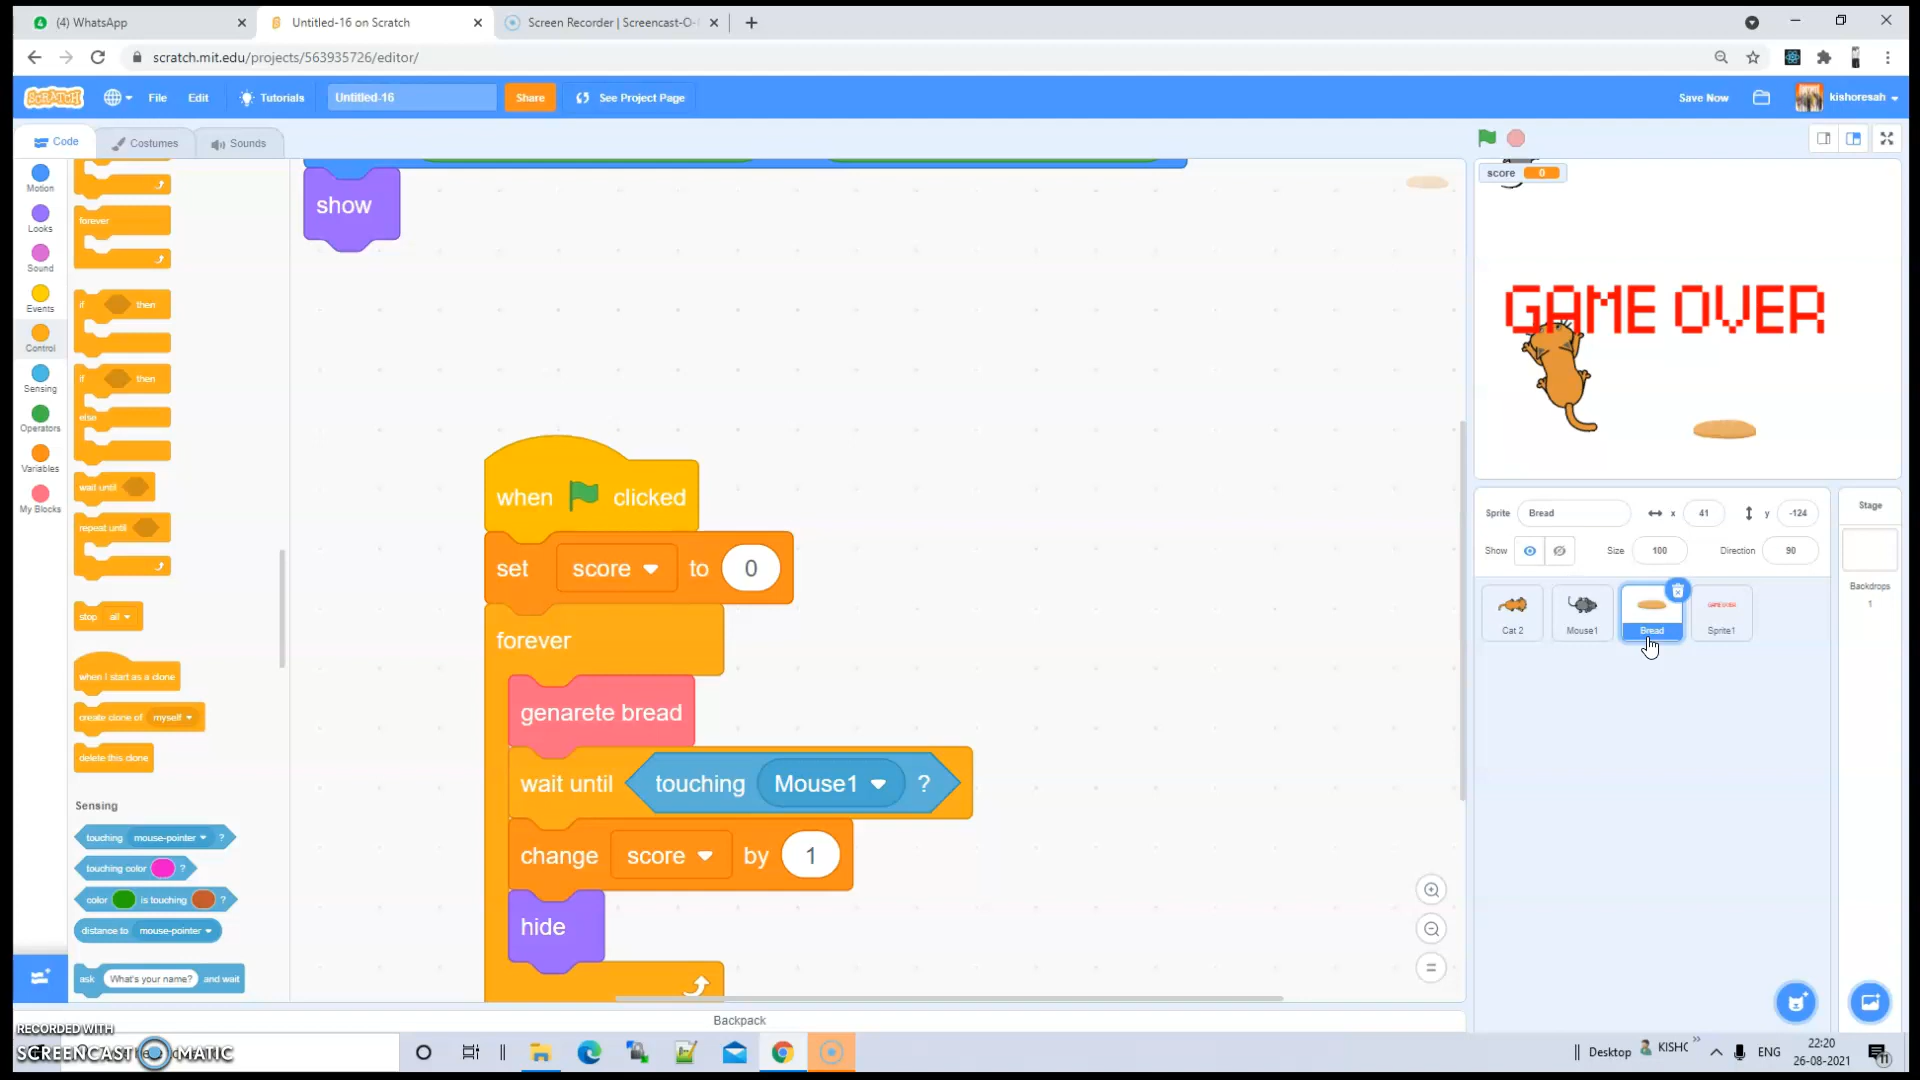 (4) WhatsApp
Untitled-16 on Scratch
Screen Recorder | Screencast-O-
scratch.mit.edu/projects/563935726/editor/
SCRATCH
File
Edit
Tutorials
Untitled-16
Share
See Project Page
Save Now
kishoresah
Code
Costumes
Sounds
Motion
Looks
Sound
Events
Control
Sensing
Operators
Variables
My Blocks
forever
if then
if then
else
wait until
repeat until
stop all
when I start as a clone
create clone of myself
delete this clone
Sensing
touching mouse-pointer ?
touching color ?
color is touching ?
distance to mouse-pointer
ask What's your name? and wait
show
when clicked
set score to 0
forever
genarete bread
wait until touching Mouse1 ?
change score by 1
hide
Backpack
score 0
GAME OVER
Sprite Bread x 41 y -124
Show Size 100 Direction 90
Cat 2
Mouse1
Bread
GAME OVER
Sprite1
Stage
Backdrops
1
RECORDED WITH
SCREENCAST MATIC
Desktop
KISHC
ENG
22:20
26-08-2021
11